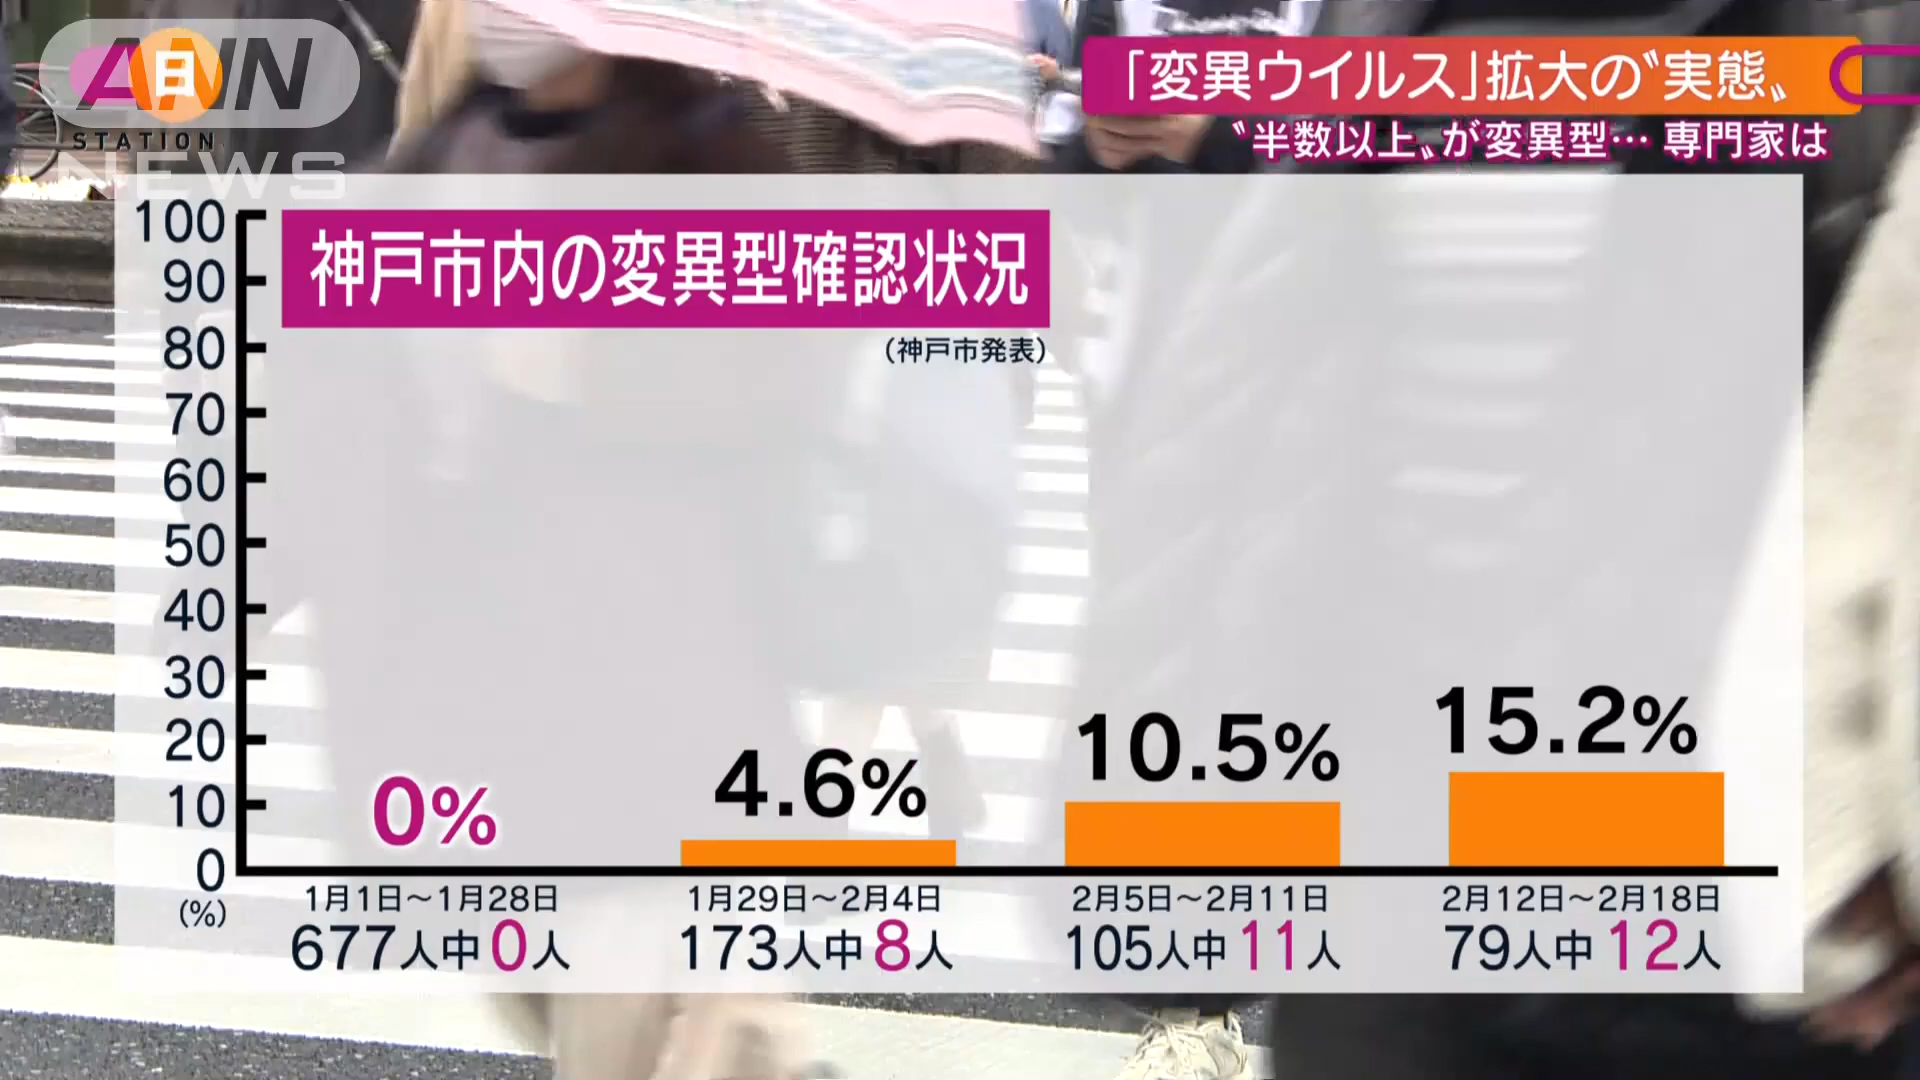 ANN
日
STATION
NEWS
「変異ウイルス」拡大の〝実態〟
〝半数以上〟が変異型… 専門家は
神戸市内の変異型確認状況
（神戸市発表）
100
90
80
70
60
50
40
30
20
10
0
(%)
0%
4.6%
10.5%
15.2%
1月1日～1月28日
677人中0人
1月29日～2月4日
173人中8人
2月5日～2月11日
105人中11人
2月12日～2月18日
79人中12人